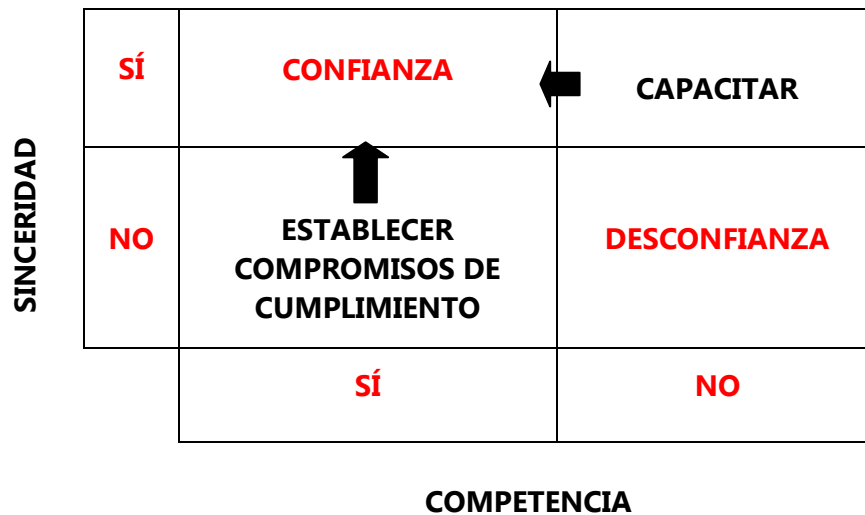 SÍ
CONFIANZA
CAPACITAR
SINCERIDAD
NO
ESTABLECER
COMPROMISOS DE
CUMPLIMIENTO
DESCONFIANZA
SÍ
NO
COMPETENCIA